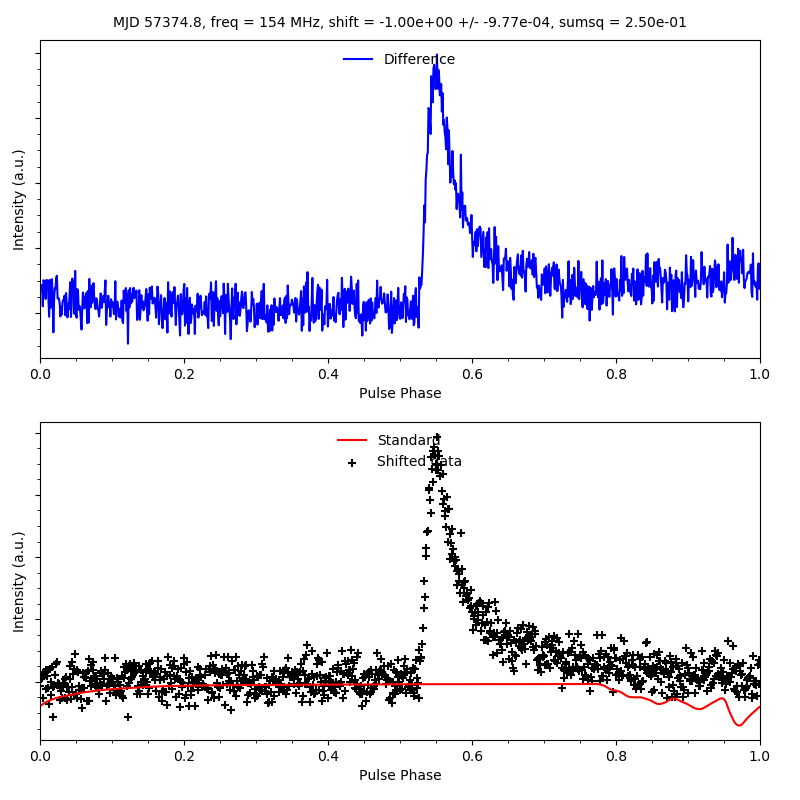 MJD 57374.8, freq = 154 MHz, shift = -1.00e+00 +/- -9.77e-04, sumsq = 2.50e-01
Difference
Intensity (a.u.)
0.0 0.2 0.4 0.6 0.8 1.0
Pulse Phase
Standard
Shifted Data
Intensity (a.u.)
0.0 0.2 0.4 0.6 0.8 1.0
Pulse Phase